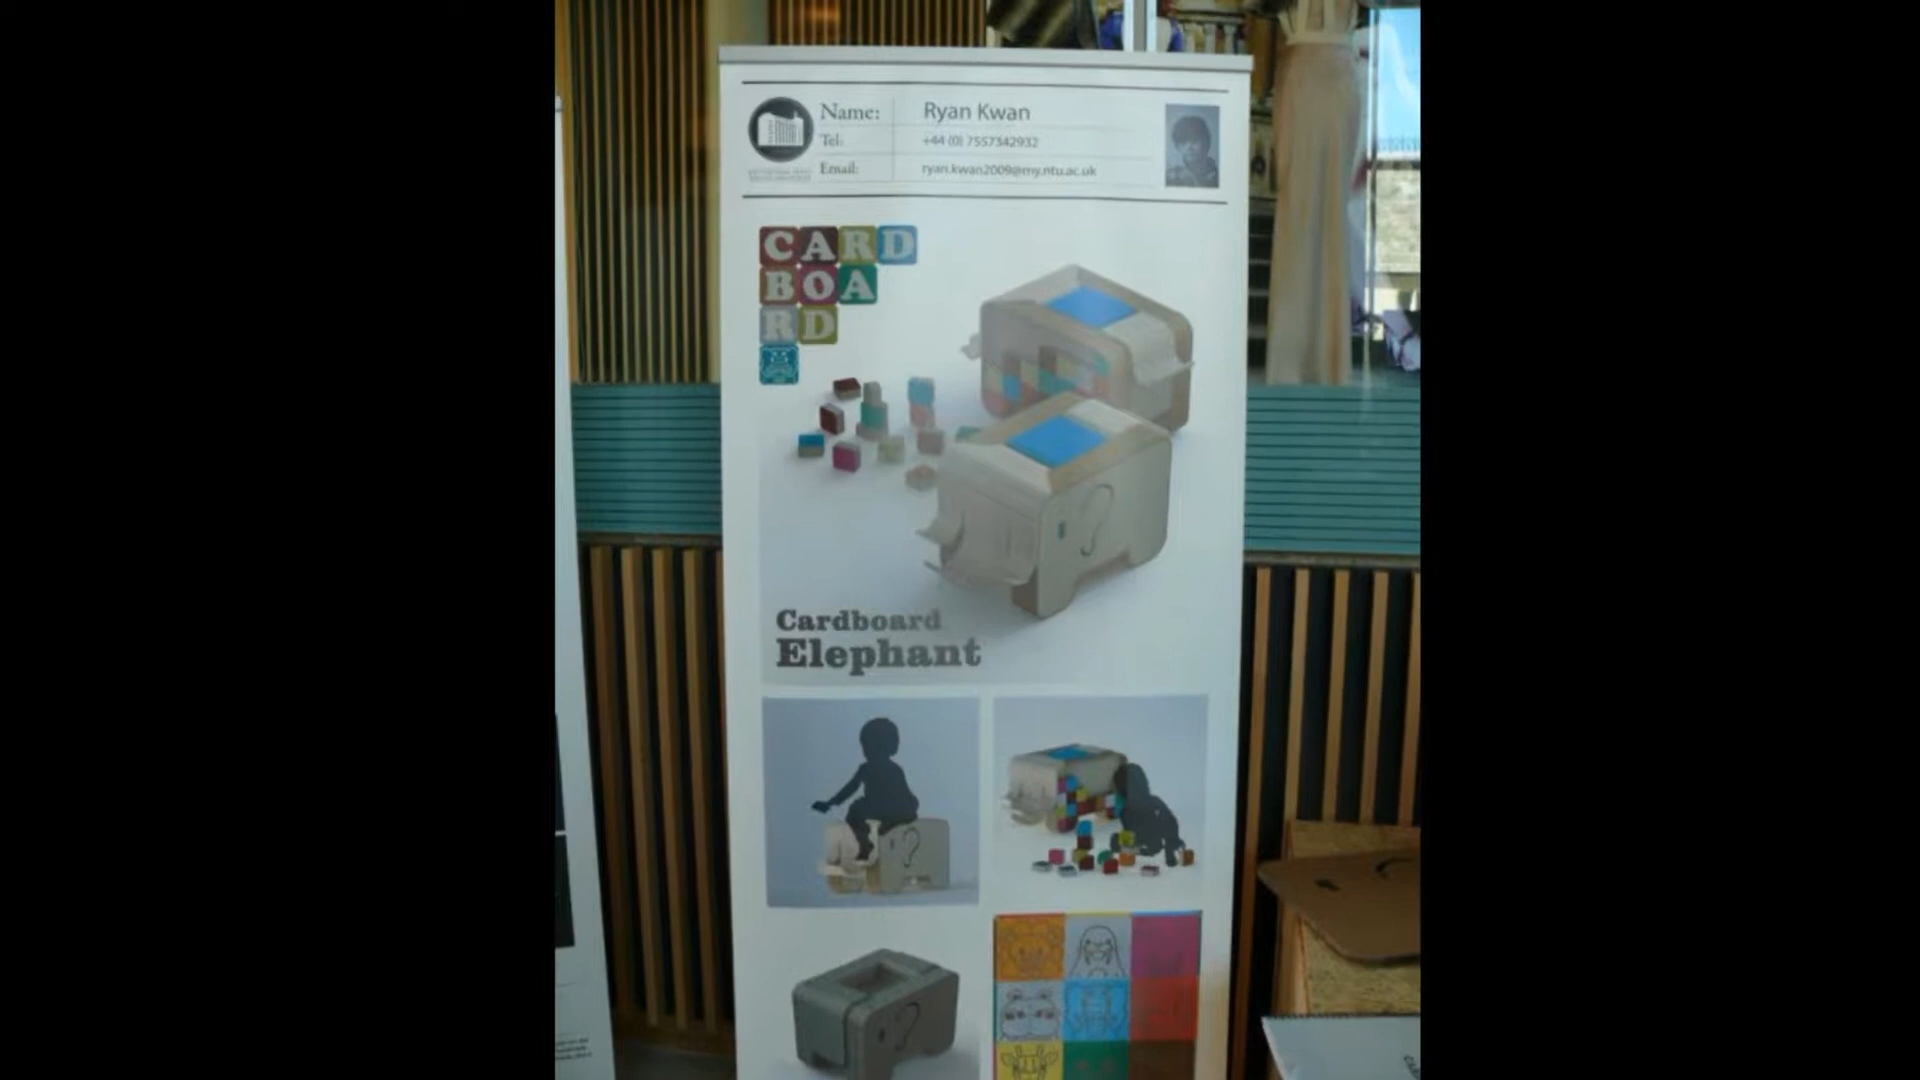 Name: Ryan Kwan
Tel: +44 (0) 7557342932
Email: ryan.kwan2009@my.ntu.ac.uk
CARD
BOA
RD
Cardboard
Elephant